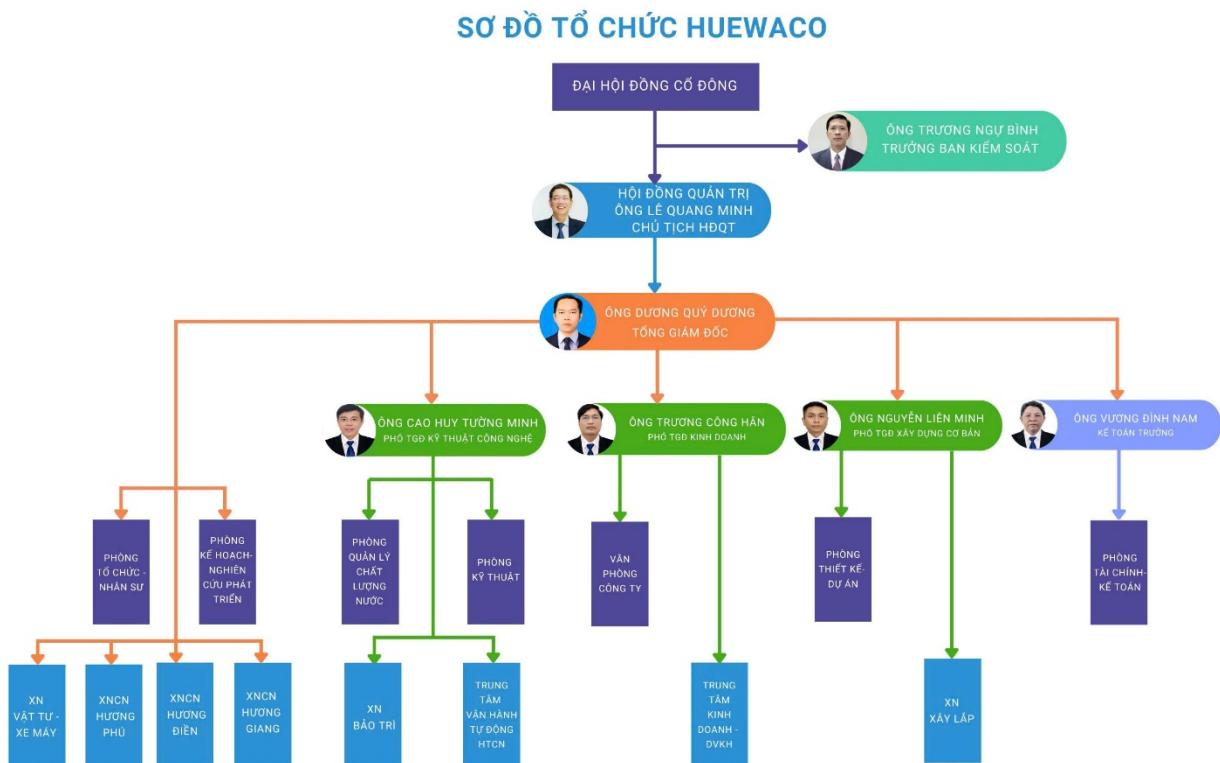 SƠ ĐỒ TỔ CHỨC HUEWACO
ĐẠI HỘI ĐỒNG CỔ ĐÔNG
ÔNG TRƯƠNG NGỰ BÌNH
TRƯỞNG BAN KIỂM SOÁT
HỘI ĐỒNG QUẢN TRỊ
ÔNG LÊ QUANG MINH
CHỦ TỊCH HĐQT
ÔNG DƯƠNG QUÝ DƯƠNG
TỔNG GIÁM ĐỐC
ÔNG CAO HUY TƯỜNG MINH
PHÓ TGĐ KỸ THUẬT CÔNG NGHỆ
ÔNG TRƯƠNG CÔNG HÂN
PHÓ TGĐ KINH DOANH
ÔNG NGUYỄN LIÊN MINH
PHÓ TGĐ XÂY DỰNG CƠ BẢN
ÔNG VƯƠNG ĐÌNH NAM
KẾ TOÁN TRƯỞNG
PHÒNG
TỔ CHỨC -
NHÂN SỰ
PHÒNG
KẾ HOẠCH-
NGHIÊN
CỨU PHÁT
TRIỂN
PHÒNG
QUẢN LÝ
CHẤT
LƯỢNG
NƯỚC
PHÒNG
KỸ THUẬT
VĂN
PHÒNG
CÔNG TY
PHÒNG
THIẾT KẾ-
DỰ ÁN
PHÒNG
TÀI CHÍNH-
KẾ TOÁN
XN
VẬT TƯ -
XE MÁY
XNCN
HƯƠNG
PHÚ
XNCN
HƯƠNG
ĐIỀN
XNCN
HƯƠNG
GIANG
XN
BẢO TRÌ
TRUNG
TÂM
VẬN HÀNH
TỰ ĐỘNG
HTCN
TRUNG
TÂM
KINH
DOANH -
DVKH
XN
XÂY LẮP